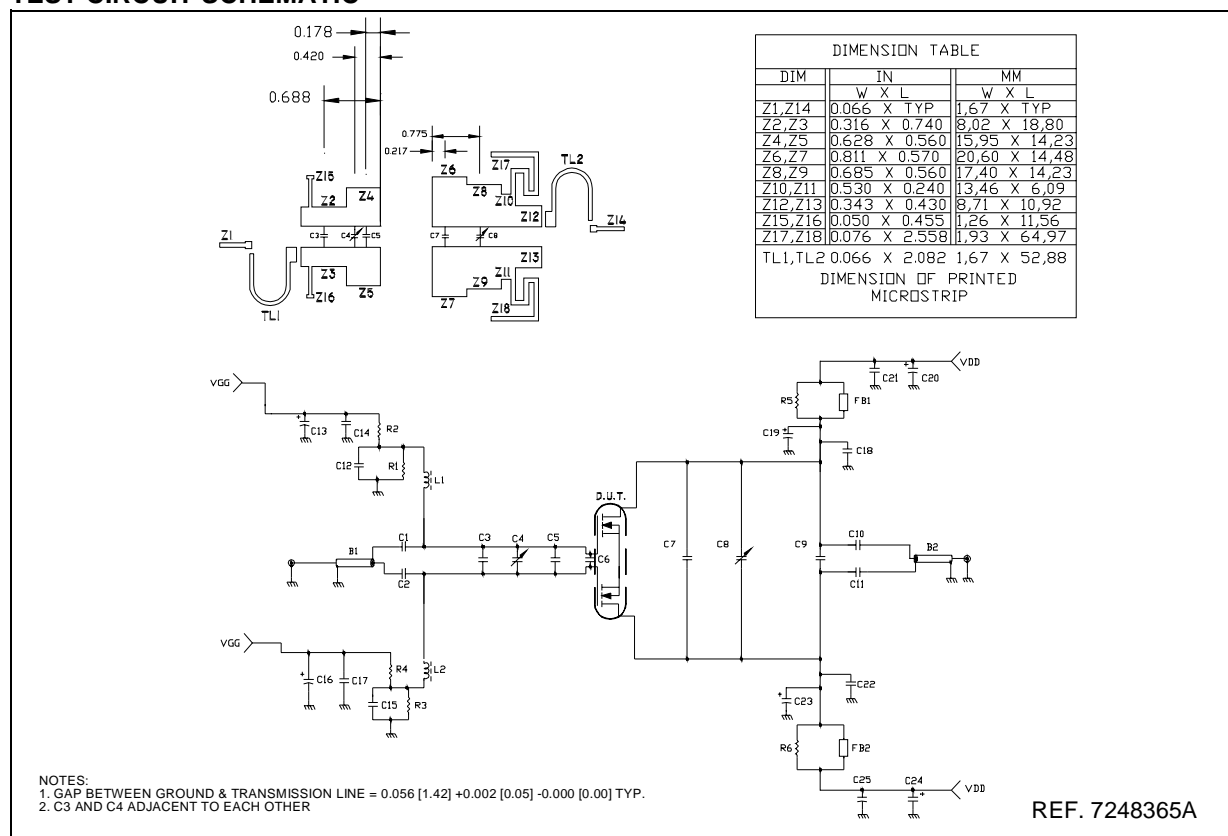 TEST CIRCUIT SCHEMATIC
0.178
0.420
0.688
0.775
0.217
Z15
Z2
Z4
Z6
Z8
Z17
Z10
TL2
Z12
Z14
Z1
C3
C4
C5
C7
C8
Z3
Z5
Z16
TL1
Z13
Z11
Z9
Z7
Z18
DIMENSION TABLE
DIM IN MM
W X L W X L
Z1,Z14 0.066 X TYP 1,67 X TYP
Z2,Z3 0.316 X 0.740 8,02 X 18,80
Z4,Z5 0.628 X 0.560 15,95 X 14,23
Z6,Z7 0.811 X 0.570 20,60 X 14,48
Z8,Z9 0.685 X 0.560 17,40 X 14,23
Z10,Z11 0.530 X 0.240 13,46 X 6,09
Z12,Z13 0.343 X 0.430 8,71 X 10,92
Z15,Z16 0.050 X 0.455 1,26 X 11,56
Z17,Z18 0.076 X 2.558 1,93 X 64,97
TL1,TL2 0.066 X 2.082 1,67 X 52,88
DIMENSION OF PRINTED
MICROSTRIP
VGG
C13
C14
R2
C12
R1
L1
VDD
C21
+ C20
R5
FB1
C19 +
C18
D.U.T.
B1
C1
C2
C3
C4
C5
C6
C7
C8
C9
C10
C11
B2
VGG
+ C16
C17
R4
L2
C15
R3
C22
+ C23
R6
FB2
C25
C24 +
VDD
NOTES:
1. GAP BETWEEN GROUND & TRANSMISSION LINE = 0.056 [1.42] +0.002 [0.05] -0.000 [0.00] TYP.
2. C3 AND C4 ADJACENT TO EACH OTHER
REF. 7248365A